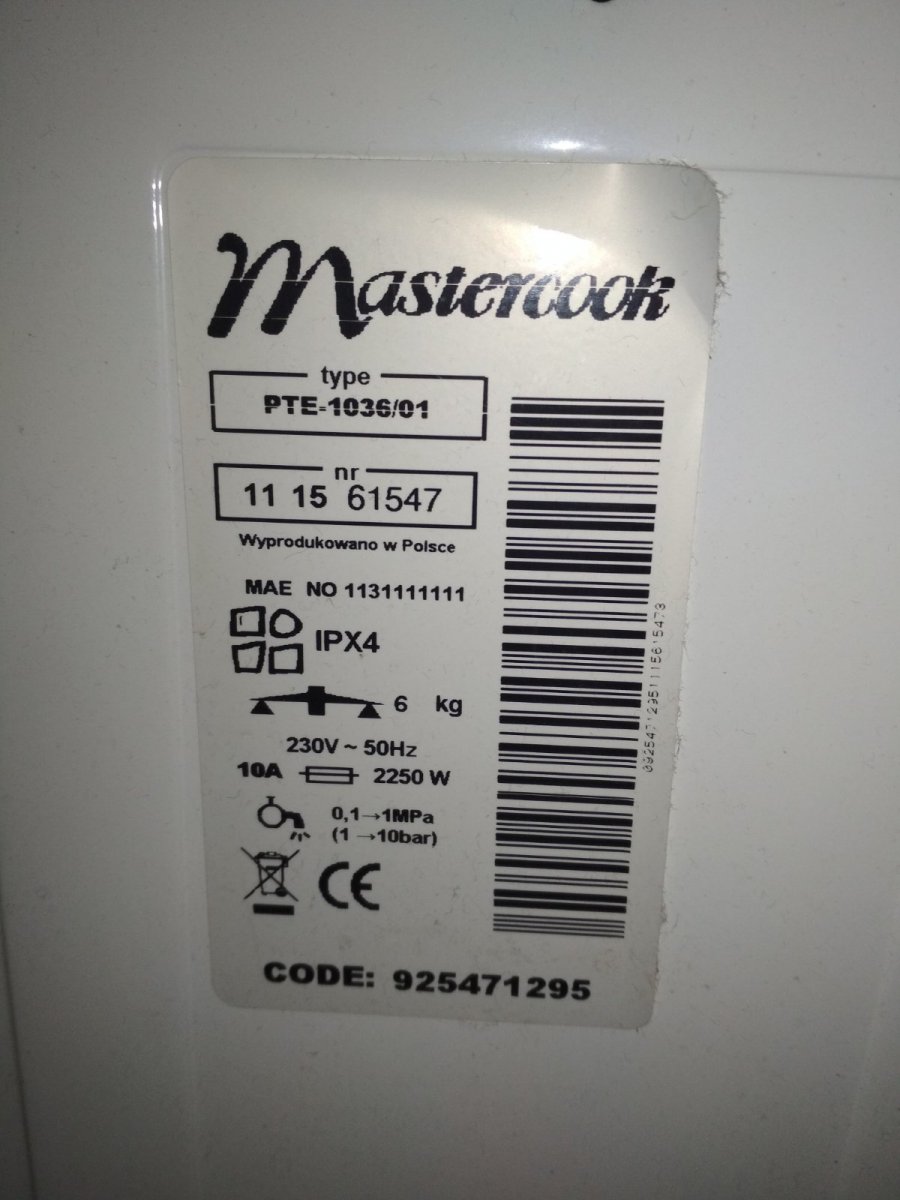 Mastercook
type
PTE-1036/01
nr
11 15 61547
Wyprodukowano w Polsce
MAE NO 1131111111
IPX4
6 kg
230V ~ 50Hz
10A 2250 W
0,1→1MPa
(1 →10bar)
CE
CODE: 925471295